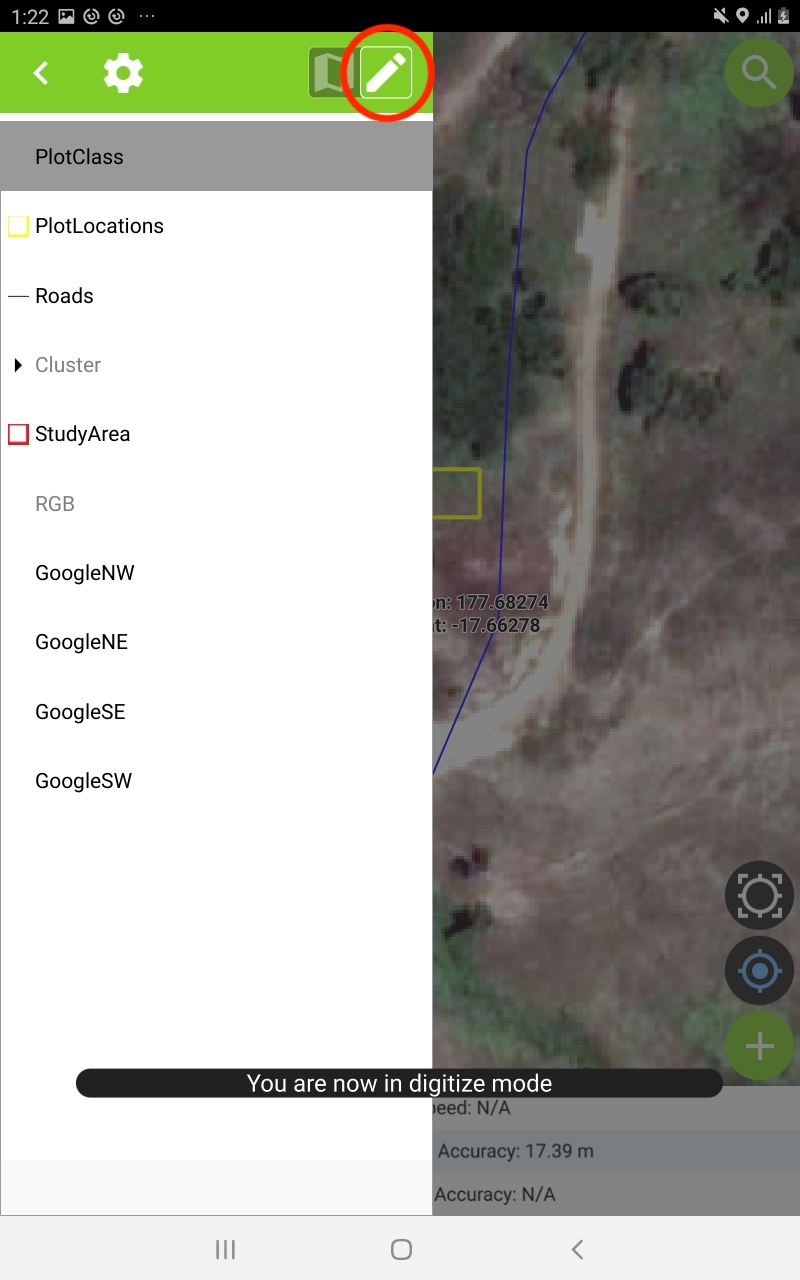 1:22
PlotClass
PlotLocations
Roads
Cluster
StudyArea
RGB
GoogleNW
GoogleNE
GoogleSE
GoogleSW
on: 177.68274
t: -17.66278
You are now in digitize mode
peed: N/A
Accuracy: 17.39 m
Accuracy: N/A